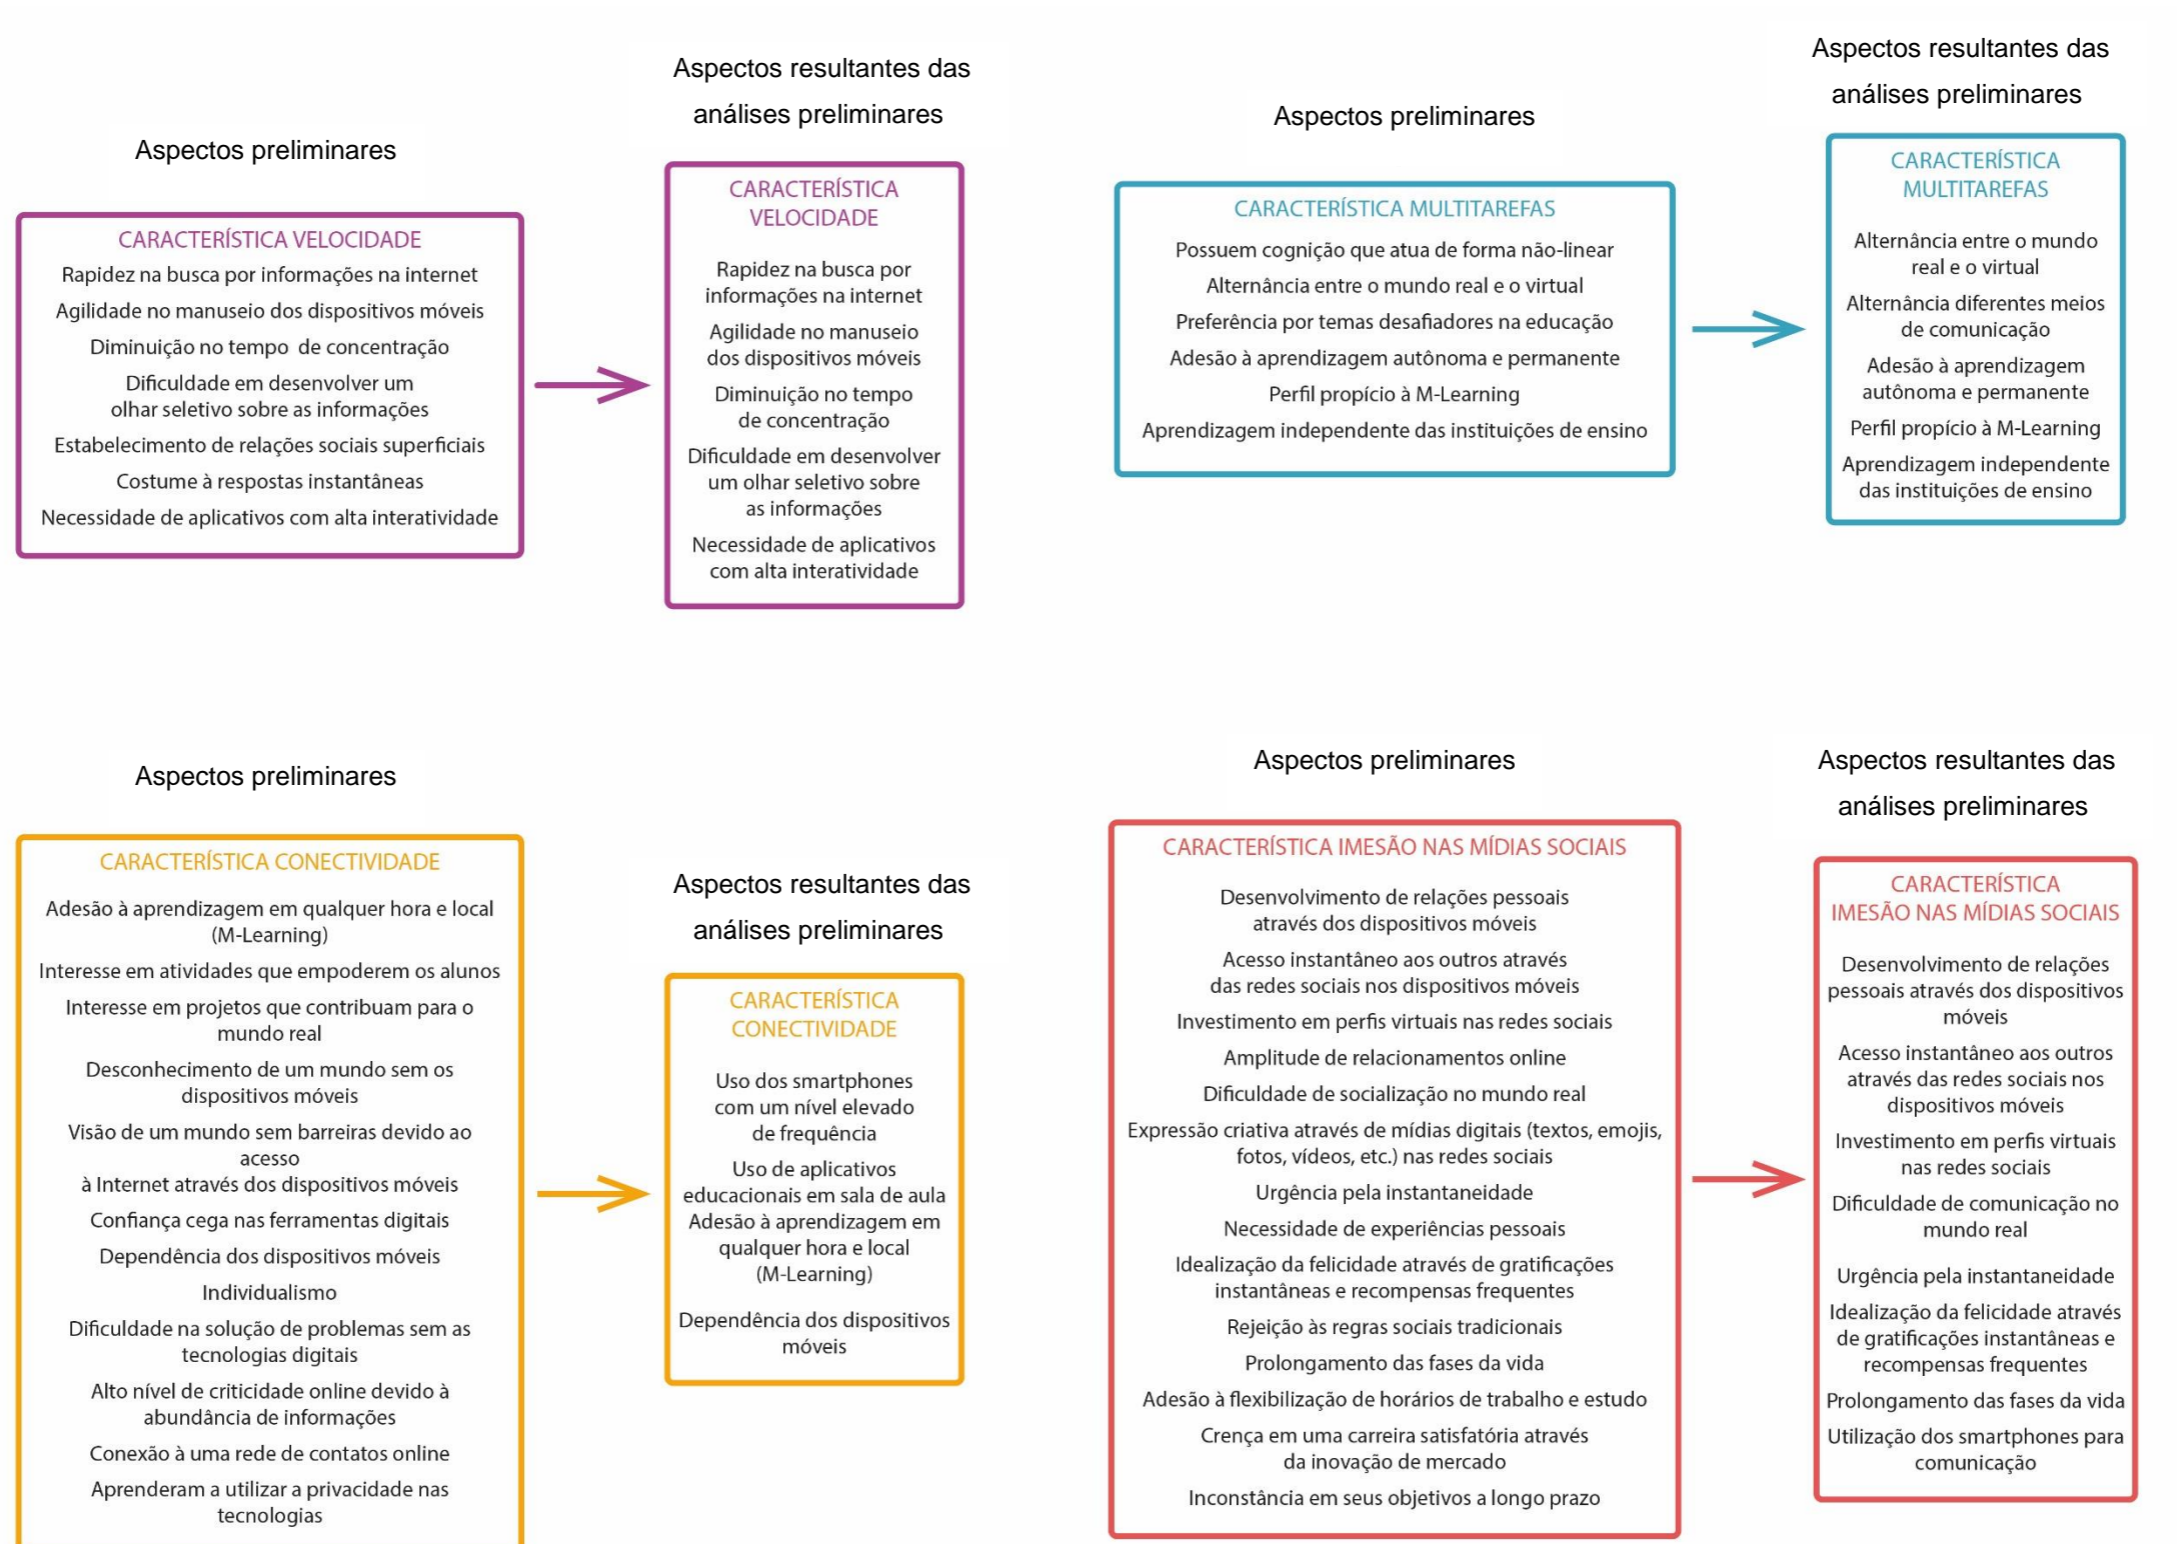 Aspectos preliminares
CARACTERÍSTICA VELOCIDADE
Rapidez na busca por informações na internet
Agilidade no manuseio dos dispositivos móveis
Diminuição no tempo de concentração
Dificuldade em desenvolver um
olhar seletivo sobre as informações
Estabelecimento de relações sociais superficiais
Costume à respostas instantâneas
Necessidade de aplicativos com alta interatividade
Aspectos resultantes das
análises preliminares
CARACTERÍSTICA
VELOCIDADE
Rapidez na busca por
informações na internet
Agilidade no manuseio
dos dispositivos móveis
Diminuição no tempo
de concentração
Dificuldade em desenvolver
um olhar seletivo sobre
as informações
Necessidade de aplicativos
com alta interatividade
Aspectos preliminares
CARACTERÍSTICA MULTITAREFAS
Possuem cognição que atua de forma não-linear
Alternância entre o mundo real e o virtual
Preferência por temas desafiadores na educação
Adesão à aprendizagem autônoma e permanente
Perfil propício à M-Learning
Aprendizagem independente das instituições de ensino
Aspectos resultantes das
análises preliminares
CARACTERÍSTICA
MULTITAREFAS
Alternância entre o mundo
real e o virtual
Alternância diferentes meios
de comunicação
Adesão à aprendizagem
autônoma e permanente
Perfil propício à M-Learning
Aprendizagem independente
das instituições de ensino
Aspectos preliminares
CARACTERÍSTICA CONECTIVIDADE
Adesão à aprendizagem em qualquer hora e local
(M-Learning)
Interesse em atividades que empoderem os alunos
Interesse em projetos que contribuam para o
mundo real
Desconhecimento de um mundo sem os
dispositivos móveis
Visão de um mundo sem barreiras devido ao
acesso
à Internet através dos dispositivos móveis
Confiança cega nas ferramentas digitais
Dependência dos dispositivos móveis
Individualismo
Dificuldade na solução de problemas sem as
tecnologias digitais
Alto nível de criticidade online devido à
abundância de informações
Conexão à uma rede de contatos online
Aprenderam a utilizar a privacidade nas
tecnologias
Aspectos resultantes das
análises preliminares
CARACTERÍSTICA
CONECTIVIDADE
Uso dos smartphones
com um nível elevado
de frequência
Uso de aplicativos
educacionais em sala de aula
Adesão à aprendizagem em
qualquer hora e local
(M-Learning)
Dependência dos dispositivos
móveis
Aspectos preliminares
CARACTERÍSTICA IMESÃO NAS MÍDIAS SOCIAIS
Desenvolvimento de relações pessoais
através dos dispositivos móveis
Acesso instantâneo aos outros através
das redes sociais nos dispositivos móveis
Investimento em perfis virtuais nas redes sociais
Amplitude de relacionamentos online
Dificuldade de socialização no mundo real
Expressão criativa através de mídias digitais (textos, emojis,
fotos, vídeos, etc.) nas redes sociais
Urgência pela instantaneidade
Necessidade de experiências pessoais
Idealização da felicidade através de gratificações
instantâneas e recompensas frequentes
Rejeição às regras sociais tradicionais
Prolongamento das fases da vida
Adesão à flexibilização de horários de trabalho e estudo
Crença em uma carreira satisfatória através
da inovação de mercado
Inconstância em seus objetivos a longo prazo
Aspectos resultantes das
análises preliminares
CARACTERÍSTICA
IMESÃO NAS MÍDIAS SOCIAIS
Desenvolvimento de relações
pessoais através dos dispositivos
móveis
Acesso instantâneo aos outros
através das redes sociais nos
dispositivos móveis
Investimento em perfis virtuais
nas redes sociais
Dificuldade de comunicação no
mundo real
Urgência pela instantaneidade
Idealização da felicidade através
de gratificações instantâneas e
recompensas frequentes
Prolongamento das fases da vida
Utilização dos smartphones para
comunicação